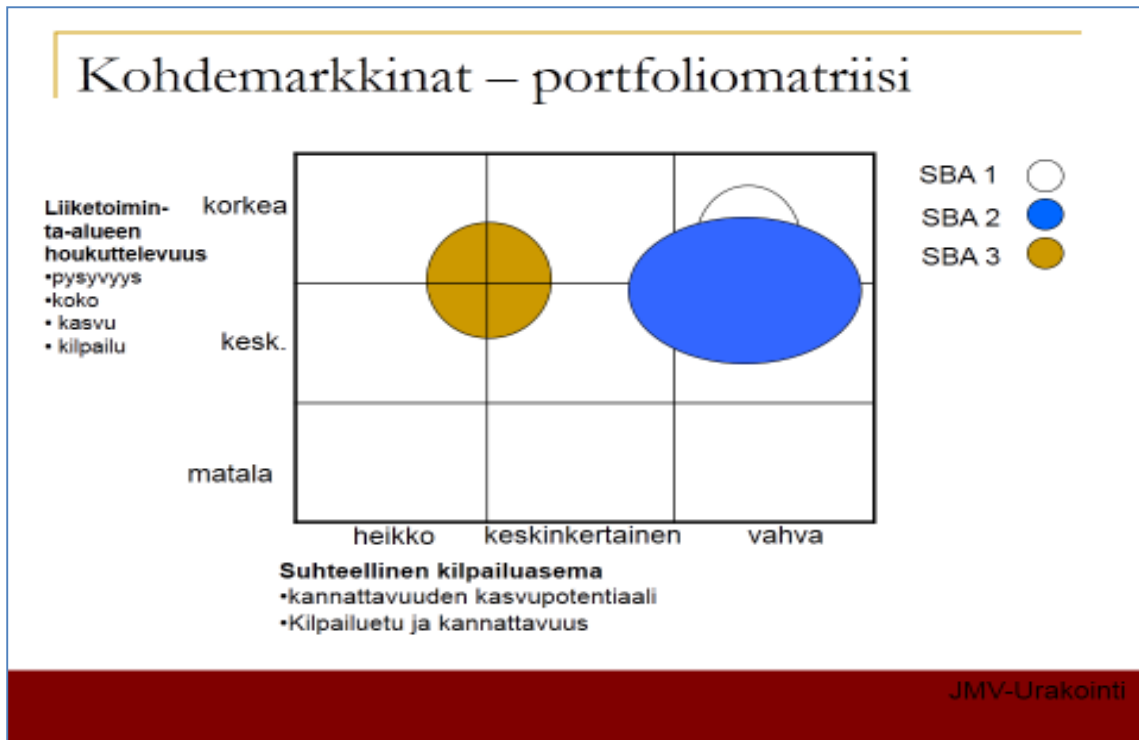 Kohdemarkkinat – portfoliomatriisi
Liiketoimin-
ta-alueen
houkuttelevuus
•pysyvyys
•koko
• kasvu
• kilpailu
korkea
kesk.
matala
heikko
keskinkertainen
vahva
Suhteellinen kilpailuasema
•kannattavuuden kasvupotentiaali
•Kilpailuetu ja kannattavuus
SBA 1
SBA 2
SBA 3
JMV-Urakointi